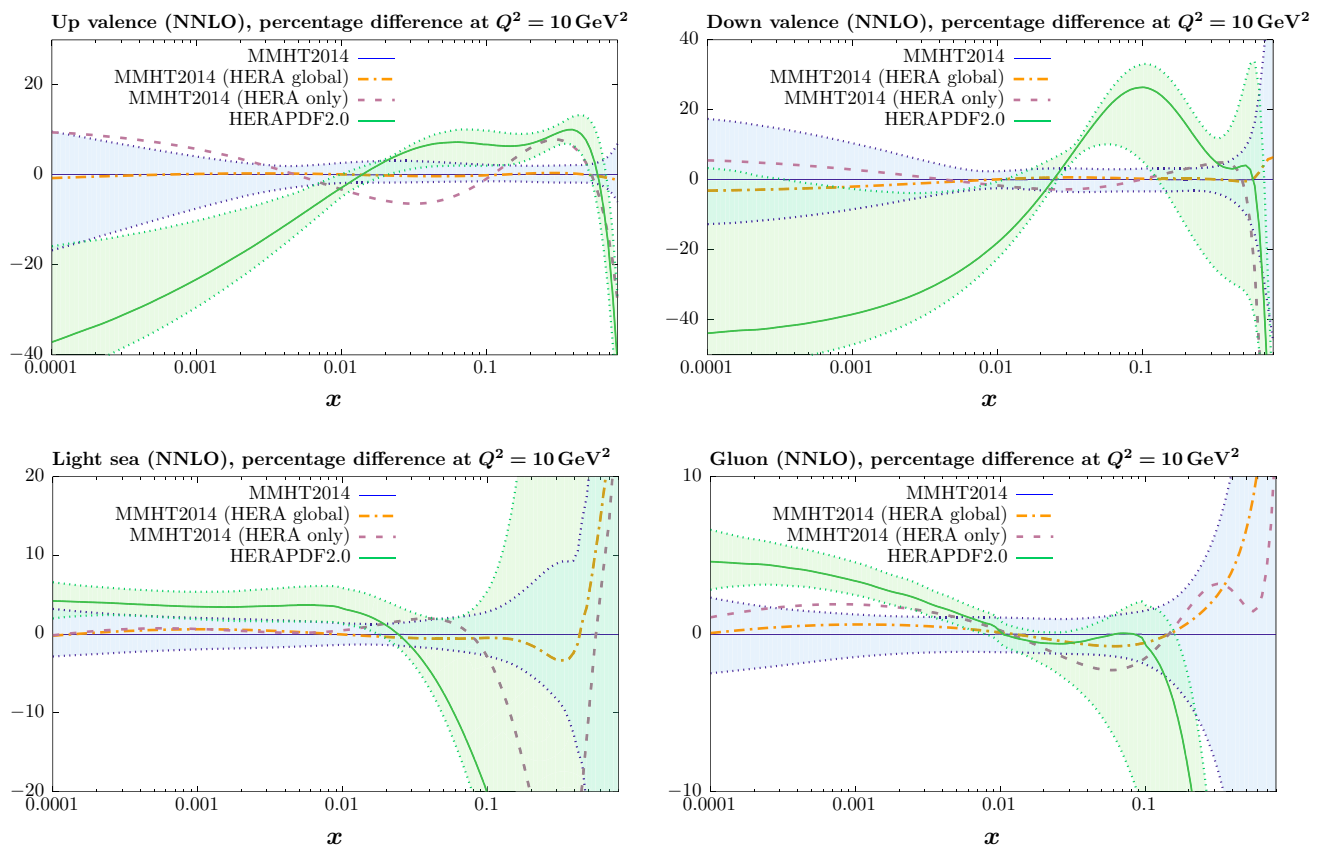 Up valence (NNLO), percentage difference at Q² = 10 GeV²
MMHT2014
MMHT2014 (HERA global)
MMHT2014 (HERA only)
HERAPDF2.0
20
0
−20
−40
0.0001 0.001 0.01 0.1
x
Down valence (NNLO), percentage difference at Q² = 10 GeV²
MMHT2014
MMHT2014 (HERA global)
MMHT2014 (HERA only)
HERAPDF2.0
40
20
0
−20
−40
0.0001 0.001 0.01 0.1
x
Light sea (NNLO), percentage difference at Q² = 10 GeV²
MMHT2014
MMHT2014 (HERA global)
MMHT2014 (HERA only)
HERAPDF2.0
20
10
0
−10
−20
0.0001 0.001 0.01 0.1
x
Gluon (NNLO), percentage difference at Q² = 10 GeV²
MMHT2014
MMHT2014 (HERA global)
MMHT2014 (HERA only)
HERAPDF2.0
10
0
−10
0.0001 0.001 0.01 0.1
x